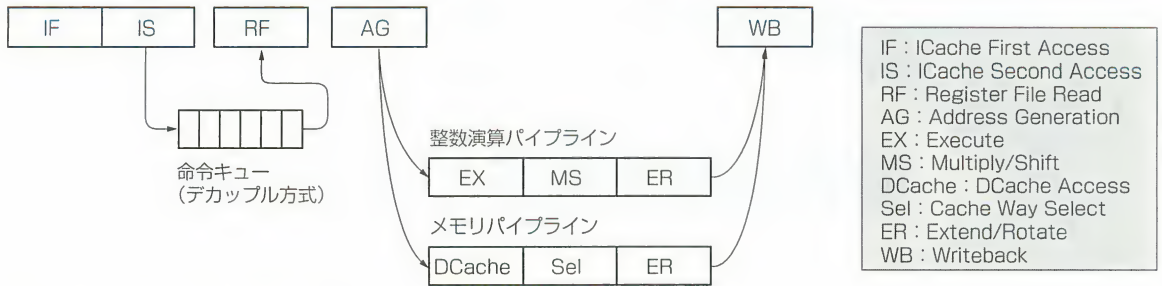 IF
IS
RF
AG
WB
命令キュー
(デカップル方式)
整数演算パイプライン
EX
MS
ER
メモリパイプライン
DCache
Sel
ER
IF:ICache First Access
IS:ICache Second Access
RF:Register File Read
AG:Address Generation
EX:Execute
MS:Multiply/Shift
DCache:DCache Access
Sel:Cache Way Select
ER:Extend/Rotate
WB:Writeback